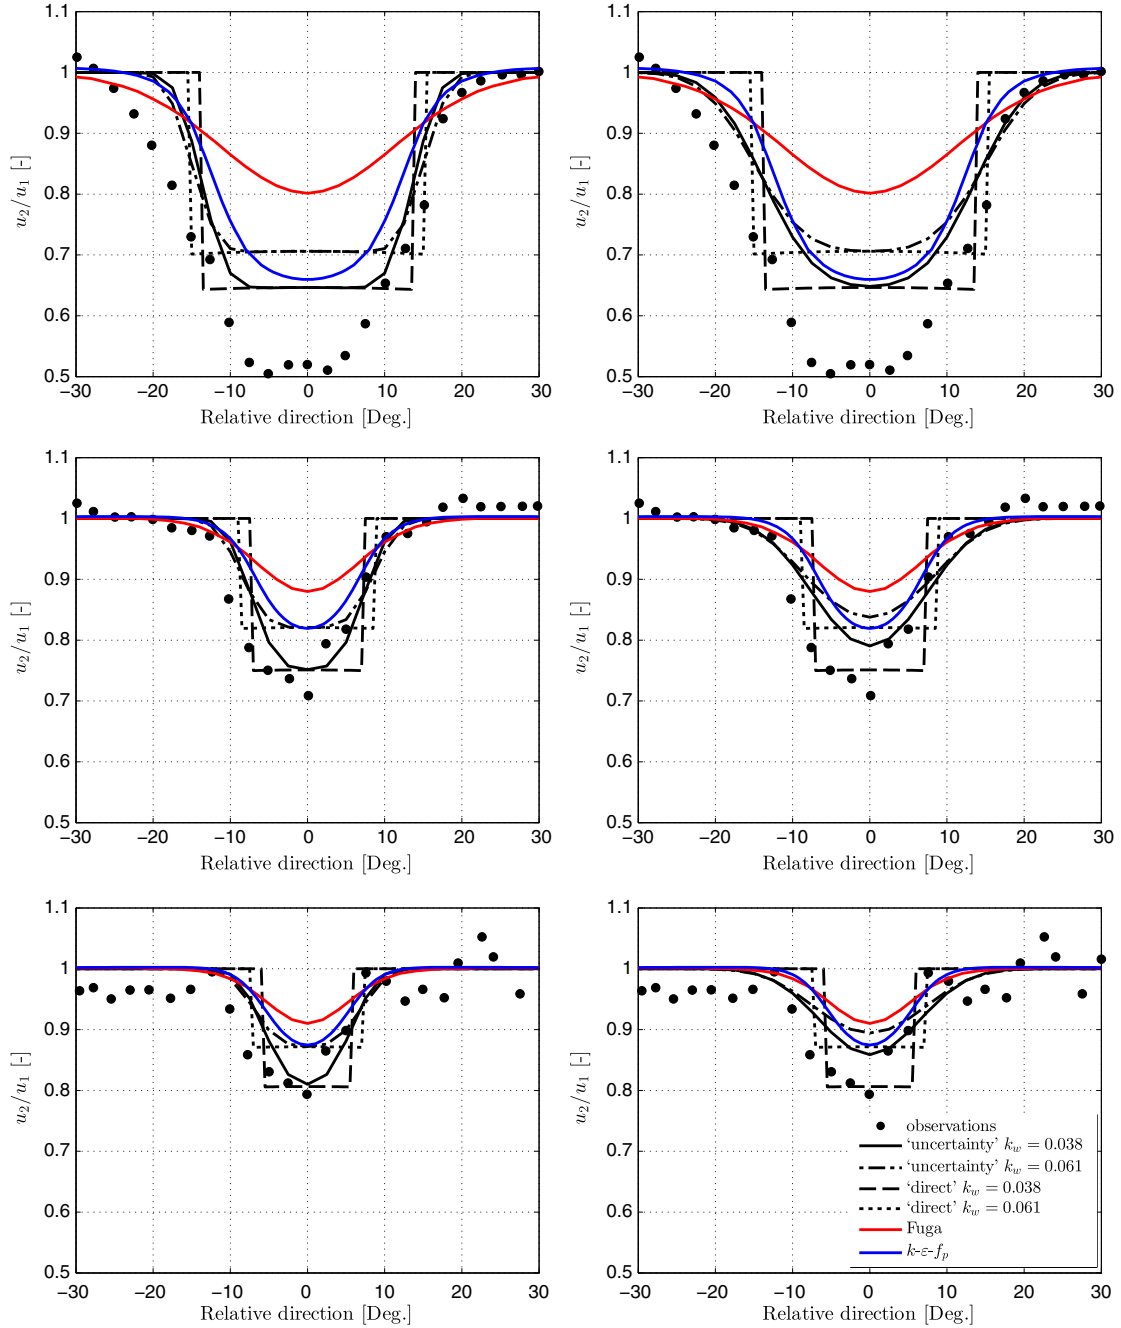 1.1
1
0.9
0.8
0.7
0.6
0.5
−30 −20 −10 0 10 20 30
Relative direction [Deg.]
u₂/u₁ [-]
1.1
1
0.9
0.8
0.7
0.6
0.5
−30 −20 −10 0 10 20 30
Relative direction [Deg.]
u₂/u₁ [-]
1.1
1
0.9
0.8
0.7
0.6
0.5
−30 −20 −10 0 10 20 30
Relative direction [Deg.]
u₂/u₁ [-]
1.1
1
0.9
0.8
0.7
0.6
0.5
−30 −20 −10 0 10 20 30
Relative direction [Deg.]
u₂/u₁ [-]
1.1
1
0.9
0.8
0.7
0.6
0.5
−30 −20 −10 0 10 20 30
Relative direction [Deg.]
u₂/u₁ [-]
1.1
1
0.9
0.8
0.7
0.6
0.5
−30 −20 −10 0 10 20 30
Relative direction [Deg.]
u₂/u₁ [-]
observations
‘uncertainty’ k_w = 0.038
‘uncertainty’ k_w = 0.061
‘direct’ k_w = 0.038
‘direct’ k_w = 0.061
Fuga
k-ε-f_p